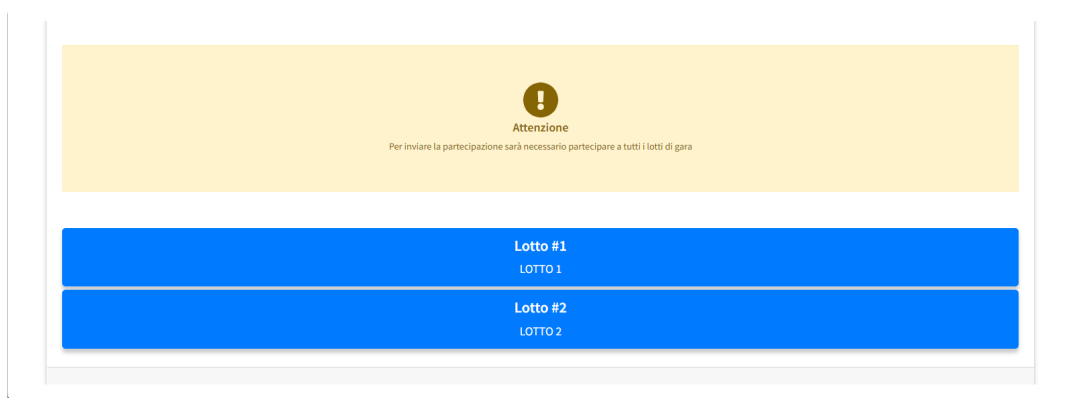 Attenzione
Per inviare la partecipazione sarà necessario partecipare a tutti i lotti di gara
Lotto #1
LOTTO 1
Lotto #2
LOTTO 2